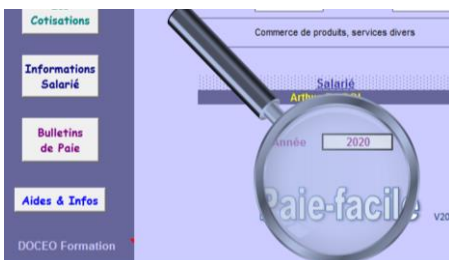 Cotisations
Commerce de produits, services divers
Informations
Salarié
Salarié
Bulletins
de Paie
Année 2020
Aides & Infos
Paie-facile
V20
DOCEO Formation